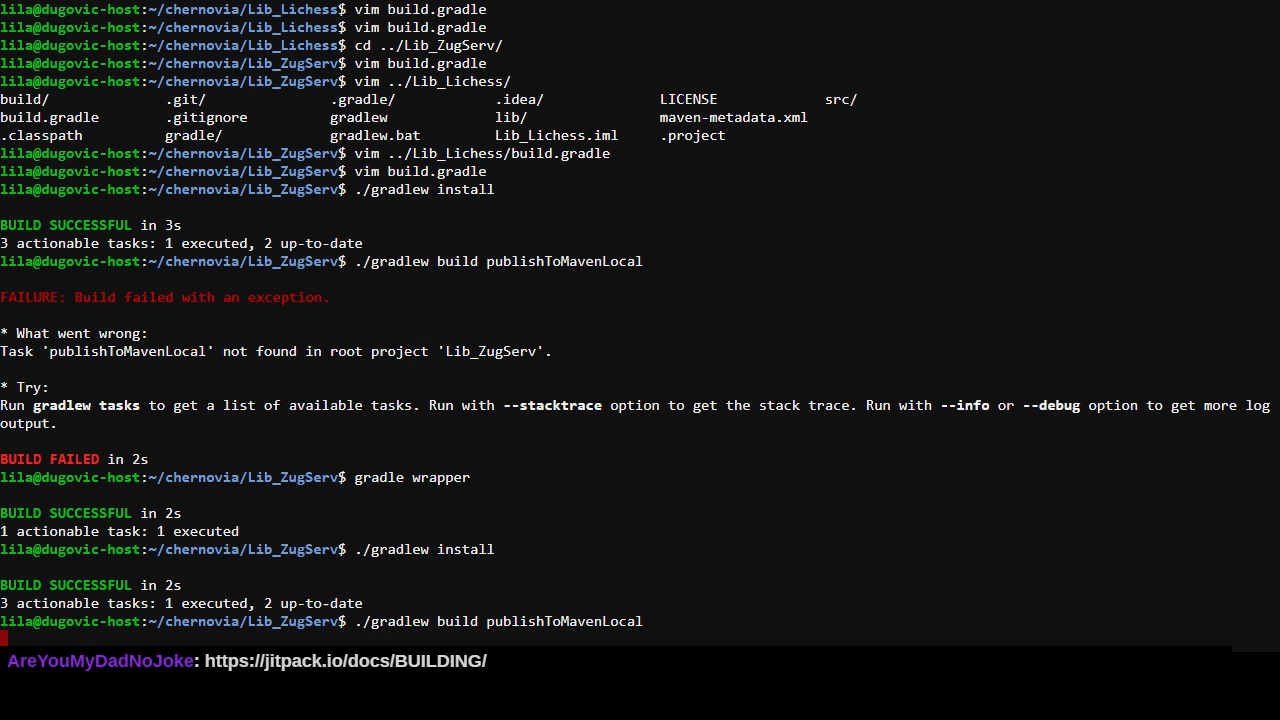 lila@dugovic-host:~/chernovia/Lib_Lichess$ vim build.gradle
lila@dugovic-host:~/chernovia/Lib_Lichess$ vim build.gradle
lila@dugovic-host:~/chernovia/Lib_Lichess$ cd ../Lib_ZugServ/
lila@dugovic-host:~/chernovia/Lib_ZugServ$ vim build.gradle
lila@dugovic-host:~/chernovia/Lib_ZugServ$ vim ../Lib_Lichess/
build/ .git/ .gradle/ .idea/ LICENSE src/
build.gradle .gitignore gradlew lib/ maven-metadata.xml
.classpath gradle/ gradlew.bat Lib_Lichess.iml .project
lila@dugovic-host:~/chernovia/Lib_ZugServ$ vim ../Lib_Lichess/build.gradle
lila@dugovic-host:~/chernovia/Lib_ZugServ$ vim build.gradle
lila@dugovic-host:~/chernovia/Lib_ZugServ$ ./gradlew install
BUILD SUCCESSFUL in 3s
3 actionable tasks: 1 executed, 2 up-to-date
lila@dugovic-host:~/chernovia/Lib_ZugServ$ ./gradlew build publishToMavenLocal
FAILURE: Build failed with an exception.
* What went wrong:
Task 'publishToMavenLocal' not found in root project 'Lib_ZugServ'.
* Try:
Run gradlew tasks to get a list of available tasks. Run with --stacktrace option to get the stack trace. Run with --info or --debug option to get more log
output.
BUILD FAILED in 2s
lila@dugovic-host:~/chernovia/Lib_ZugServ$ gradle wrapper
BUILD SUCCESSFUL in 2s
1 actionable task: 1 executed
lila@dugovic-host:~/chernovia/Lib_ZugServ$ ./gradlew install
BUILD SUCCESSFUL in 2s
3 actionable tasks: 1 executed, 2 up-to-date
lila@dugovic-host:~/chernovia/Lib_ZugServ$ ./gradlew build publishToMavenLocal
AreYouMyDadNoJoke: https://jitpack.io/docs/BUILDING/